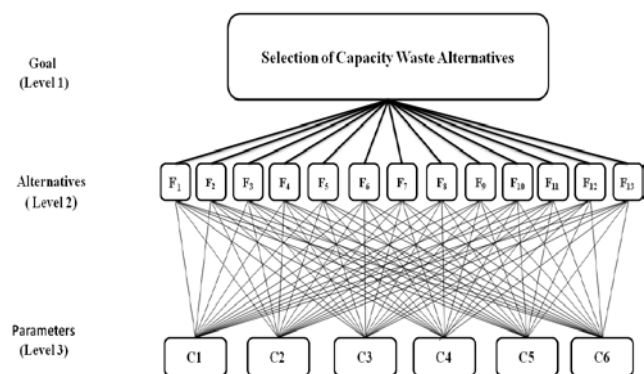 Goal
(Level 1)
Selection of Capacity Waste Alternatives
Alternatives
(Level 2)
F1 F2 F3 F4 F5 F6 F7 F8 F9 F10 F11 F12 F13
Parameters
(Level 3)
C1 C2 C3 C4 C5 C6